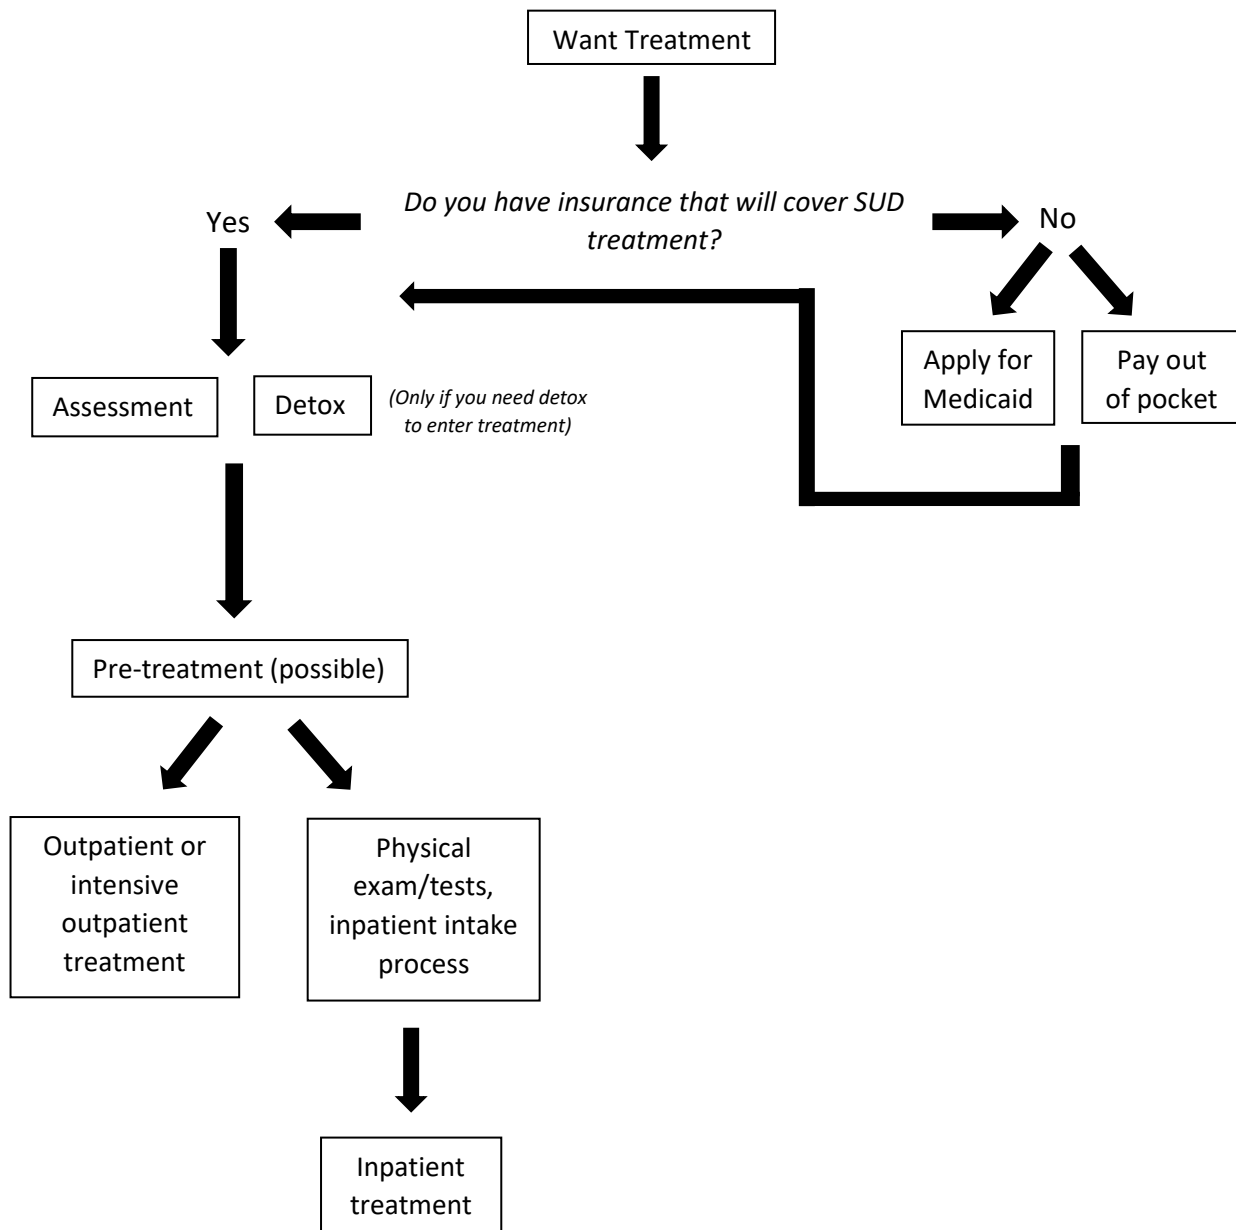 Want Treatment
Do you have insurance that will cover SUD
treatment?
Yes
No
Apply for
Medicaid
Pay out
of pocket
Assessment
Detox
(Only if you need detox
to enter treatment)
Pre-treatment (possible)
Outpatient or
intensive
outpatient
treatment
Physical
exam/tests,
inpatient intake
process
Inpatient
treatment